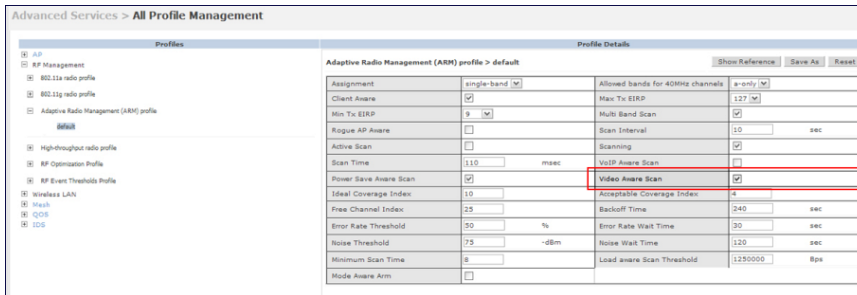 Advanced Services > All Profile Management
Profiles
AP
RF Management
802.11a radio profile
802.11g radio profile
Adaptive Radio Management (ARM) profile
default
High-throughput radio profile
RF Optimization Profile
RF Event Thresholds Profile
Wireless LAN
Mesh
QOS
IDS
Profile Details
Adaptive Radio Management (ARM) profile > default Show Reference Save As Reset
Assignment single-band Allowed bands for 40MHz channels a-only
Client Aware Max Tx EIRP 127
Min Tx EIRP 9 Multi Band Scan
Rogue AP Aware Scan Interval 10 sec
Active Scan Scanning
Scan Time 110 msec VoIP Aware Scan
Power Save Aware Scan Video Aware Scan
Ideal Coverage Index 10 Acceptable Coverage Index 4
Free Channel Index 25 Backoff Time 240 sec
Error Rate Threshold 50 % Error Rate Wait Time 30 sec
Noise Threshold 75 -dBm Noise Wait Time 120 sec
Minimum Scan Time 8 Load aware Scan Threshold 1250000 Bps
Mode Aware Arm